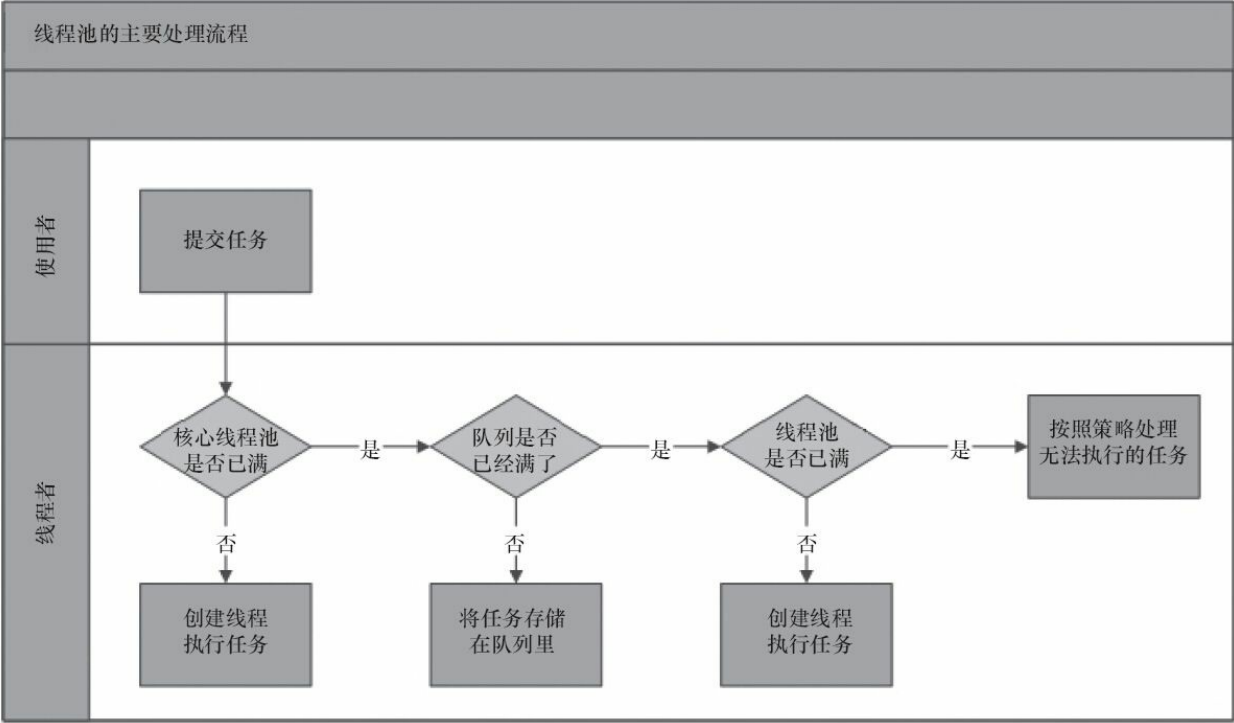 线程池的主要处理流程
使用者
提交任务
线程者
核心线程池
是否已满
是
队列是否
已经满了
是
线程池
是否已满
是
按照策略处理
无法执行的任务
否
否
否
创建线程
执行任务
将任务存储
在队列里
创建线程
执行任务